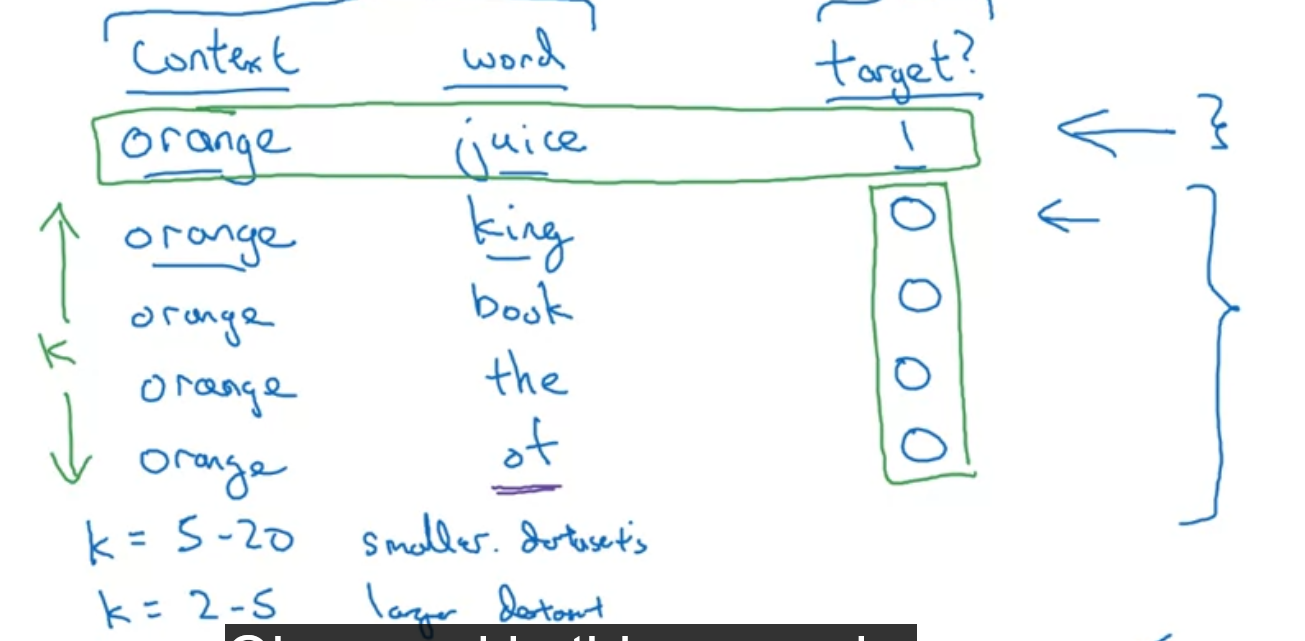 Context word target?
orange juice 1
orange king 0
orange book 0
K
orange the 0
orange of 0
k = 5-20 smaller. datasets
k = 2-5 larger dataset